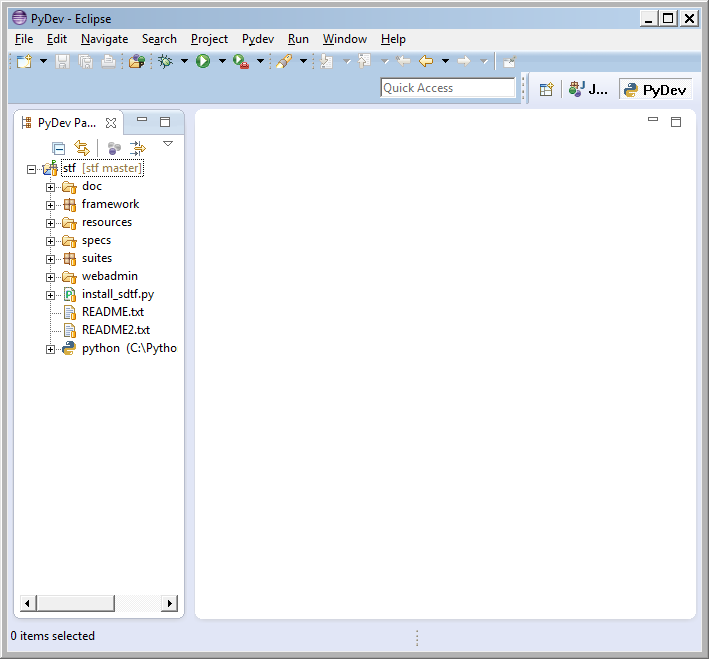 PyDev - Eclipse
File Edit Navigate Search Project Pydev Run Window Help
Quick Access
J... PyDev
PyDev Pa...
stf [stf master]
doc
framework
resources
specs
suites
webadmin
install_sdtf.py
README.txt
README2.txt
python (C:\Pytho
0 items selected